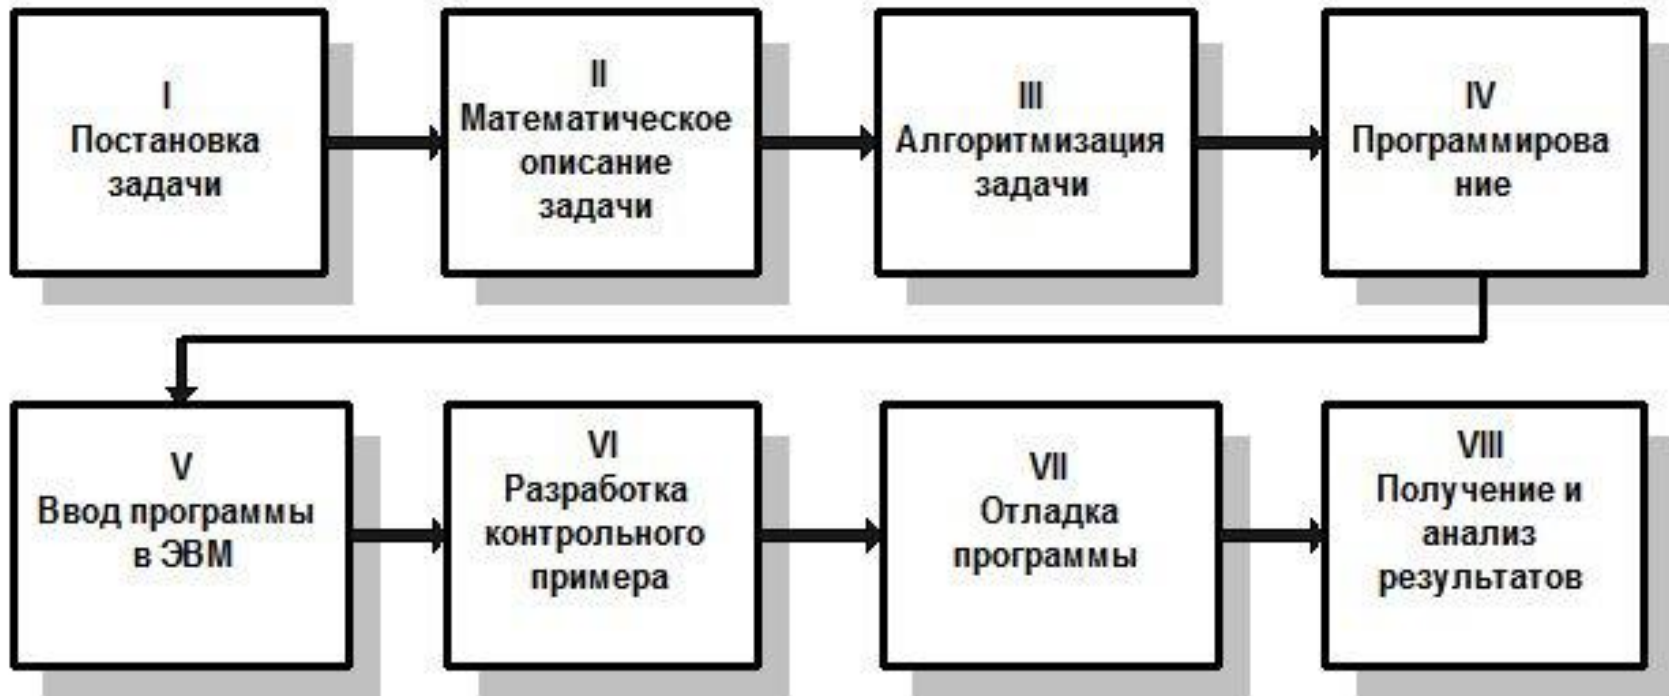 I
Постановка
задачи
II
Математическое
описание
задачи
III
Алгоритмизация
задачи
IV
Программирова
ние
V
Ввод программы
в ЭВМ
VI
Разработка
контрольного
примера
VII
Отладка
программы
VIII
Получение и
анализ
результатов